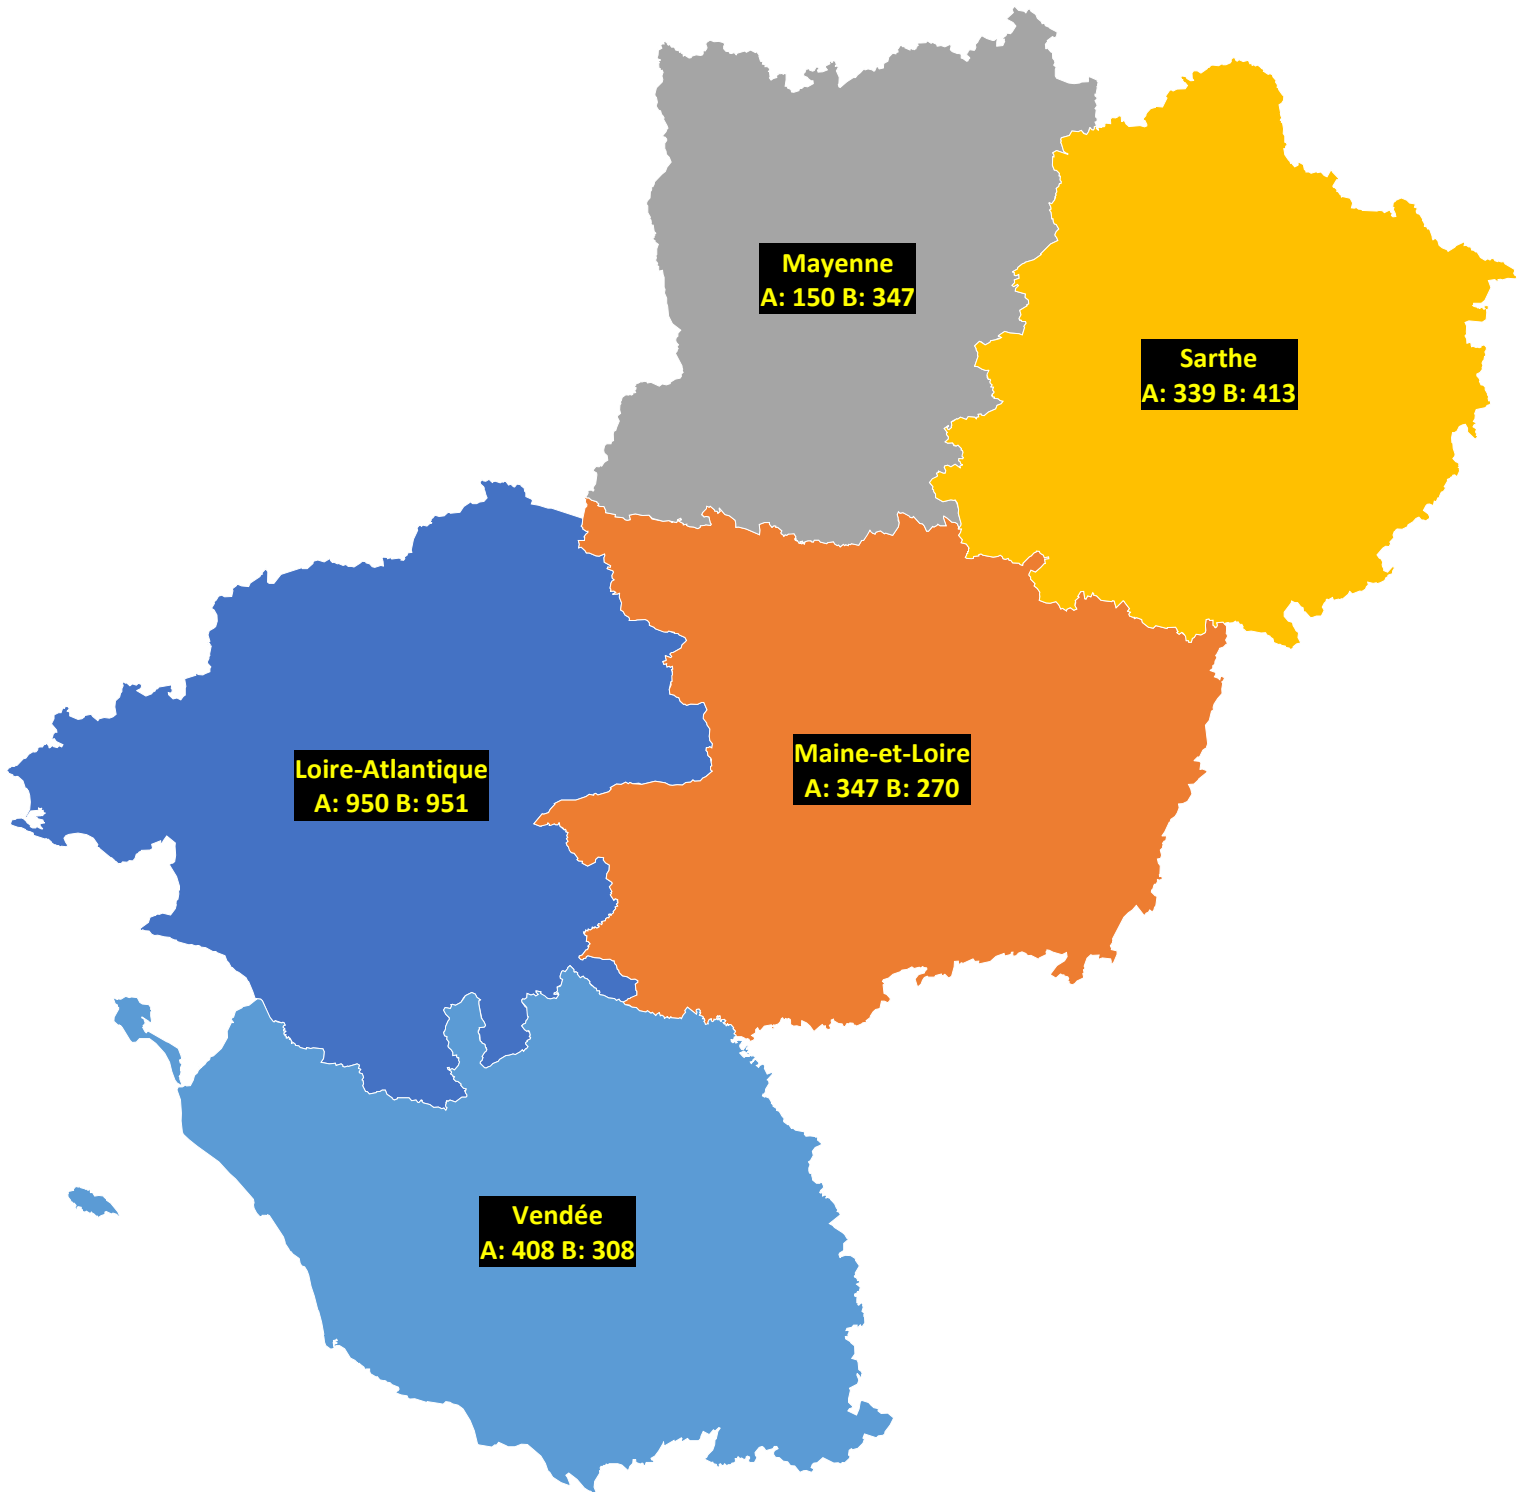 Mayenne
A: 150 B: 347
Sarthe
A: 339 B: 413
Loire-Atlantique
A: 950 B: 951
Maine-et-Loire
A: 347 B: 270
Vendée
A: 408 B: 308